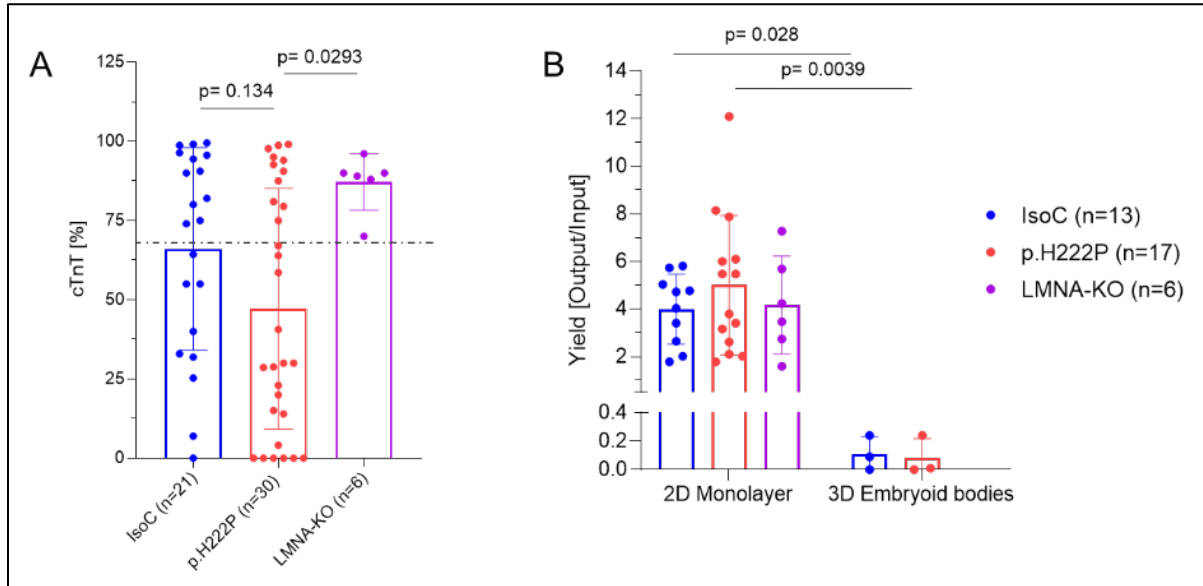 A
p= 0.0293
p= 0.134
cTnT [%]
125
100
75
50
25
0
IsoC (n=21)
p.H222P (n=30)
LMNA-KO (n=6)
B
p= 0.028
p= 0.0039
Yield [Output/Input]
14
12
10
8
6
4
2
0.4
0.2
0.0
2D Monolayer
3D Embryoid bodies
IsoC (n=13)
p.H222P (n=17)
LMNA-KO (n=6)